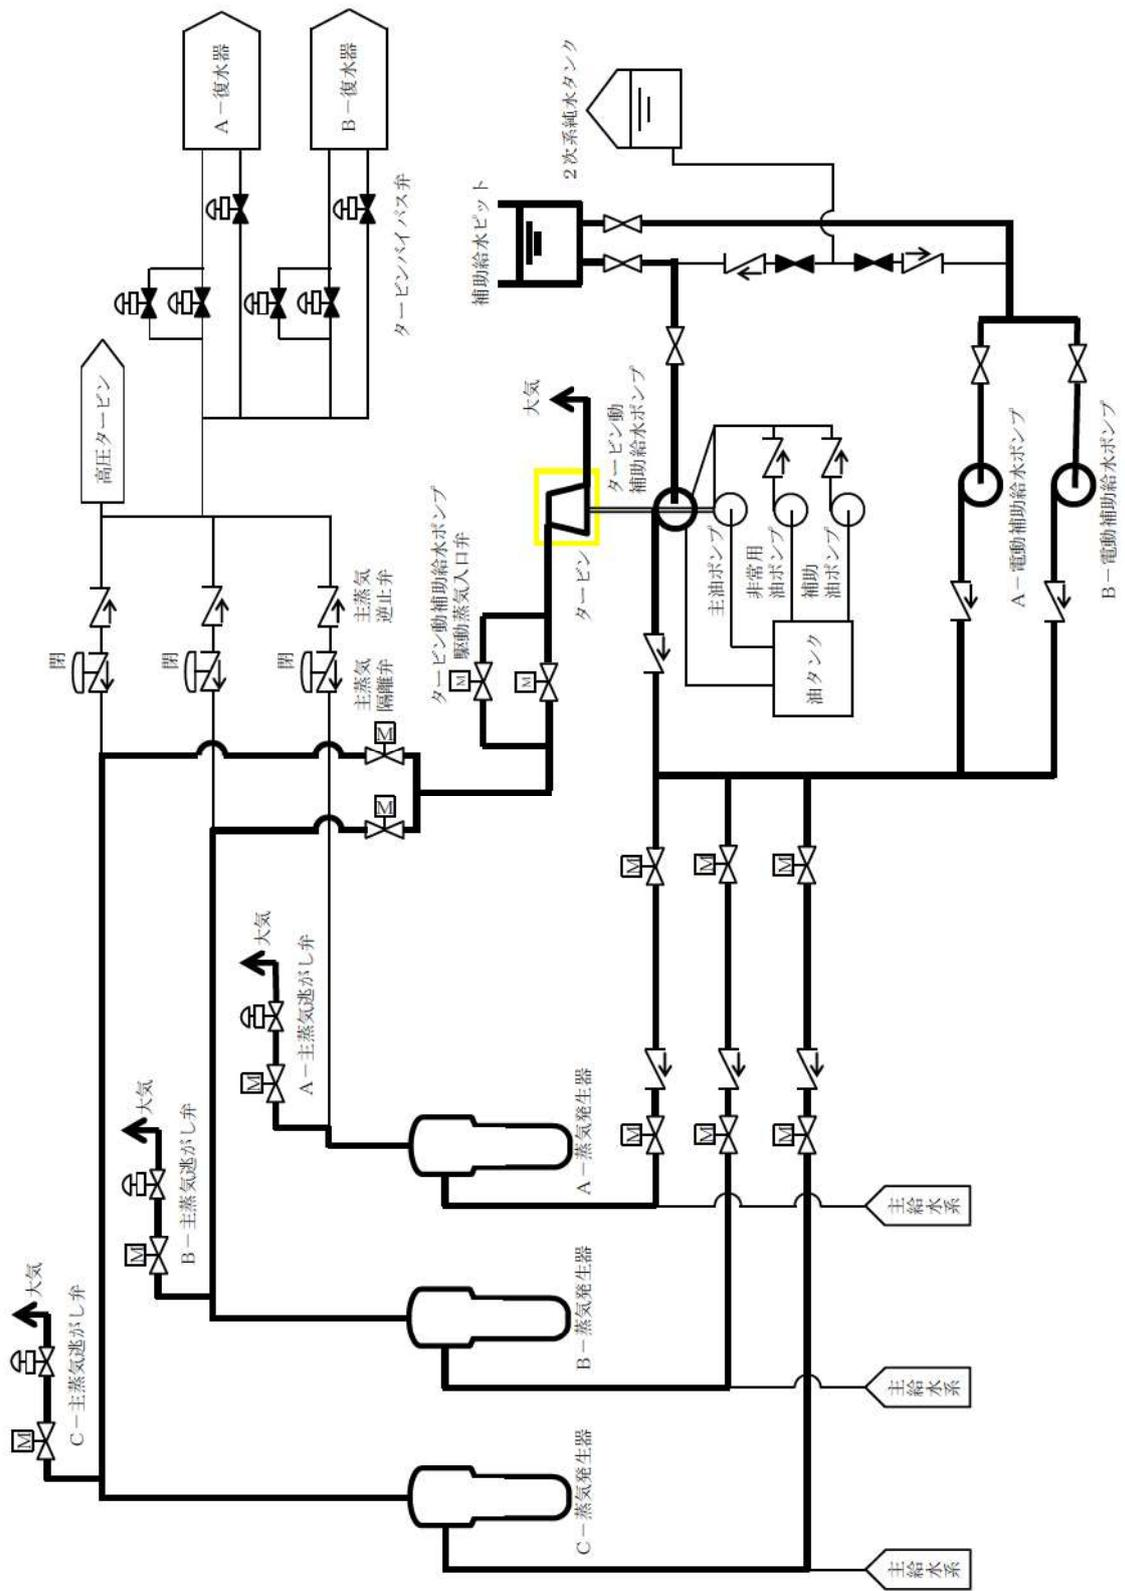 A－復水器
B－復水器
タービンバイパス弁
高圧タービン
2次系純水タンク
補助給水ピット
大気
タービン動
補助給水ポンプ
タービン
主油ポンプ
非常用
油ポンプ
補助
油ポンプ
油タンク
A－電動補助給水ポンプ
B－電動補助給水ポンプ
タービン動補助給水ポンプ
駆動蒸気入口弁
M
M
主蒸気
逆止弁
主蒸気
隔離弁
閉
閉
閉
M
M
M
M
M
大気
A－主蒸気逃がし弁
M
大気
B－主蒸気逃がし弁
M
大気
C－主蒸気逃がし弁
M
M
M
M
A－蒸気発生器
B－蒸気発生器
C－蒸気発生器
主給水系
主給水系
主給水系